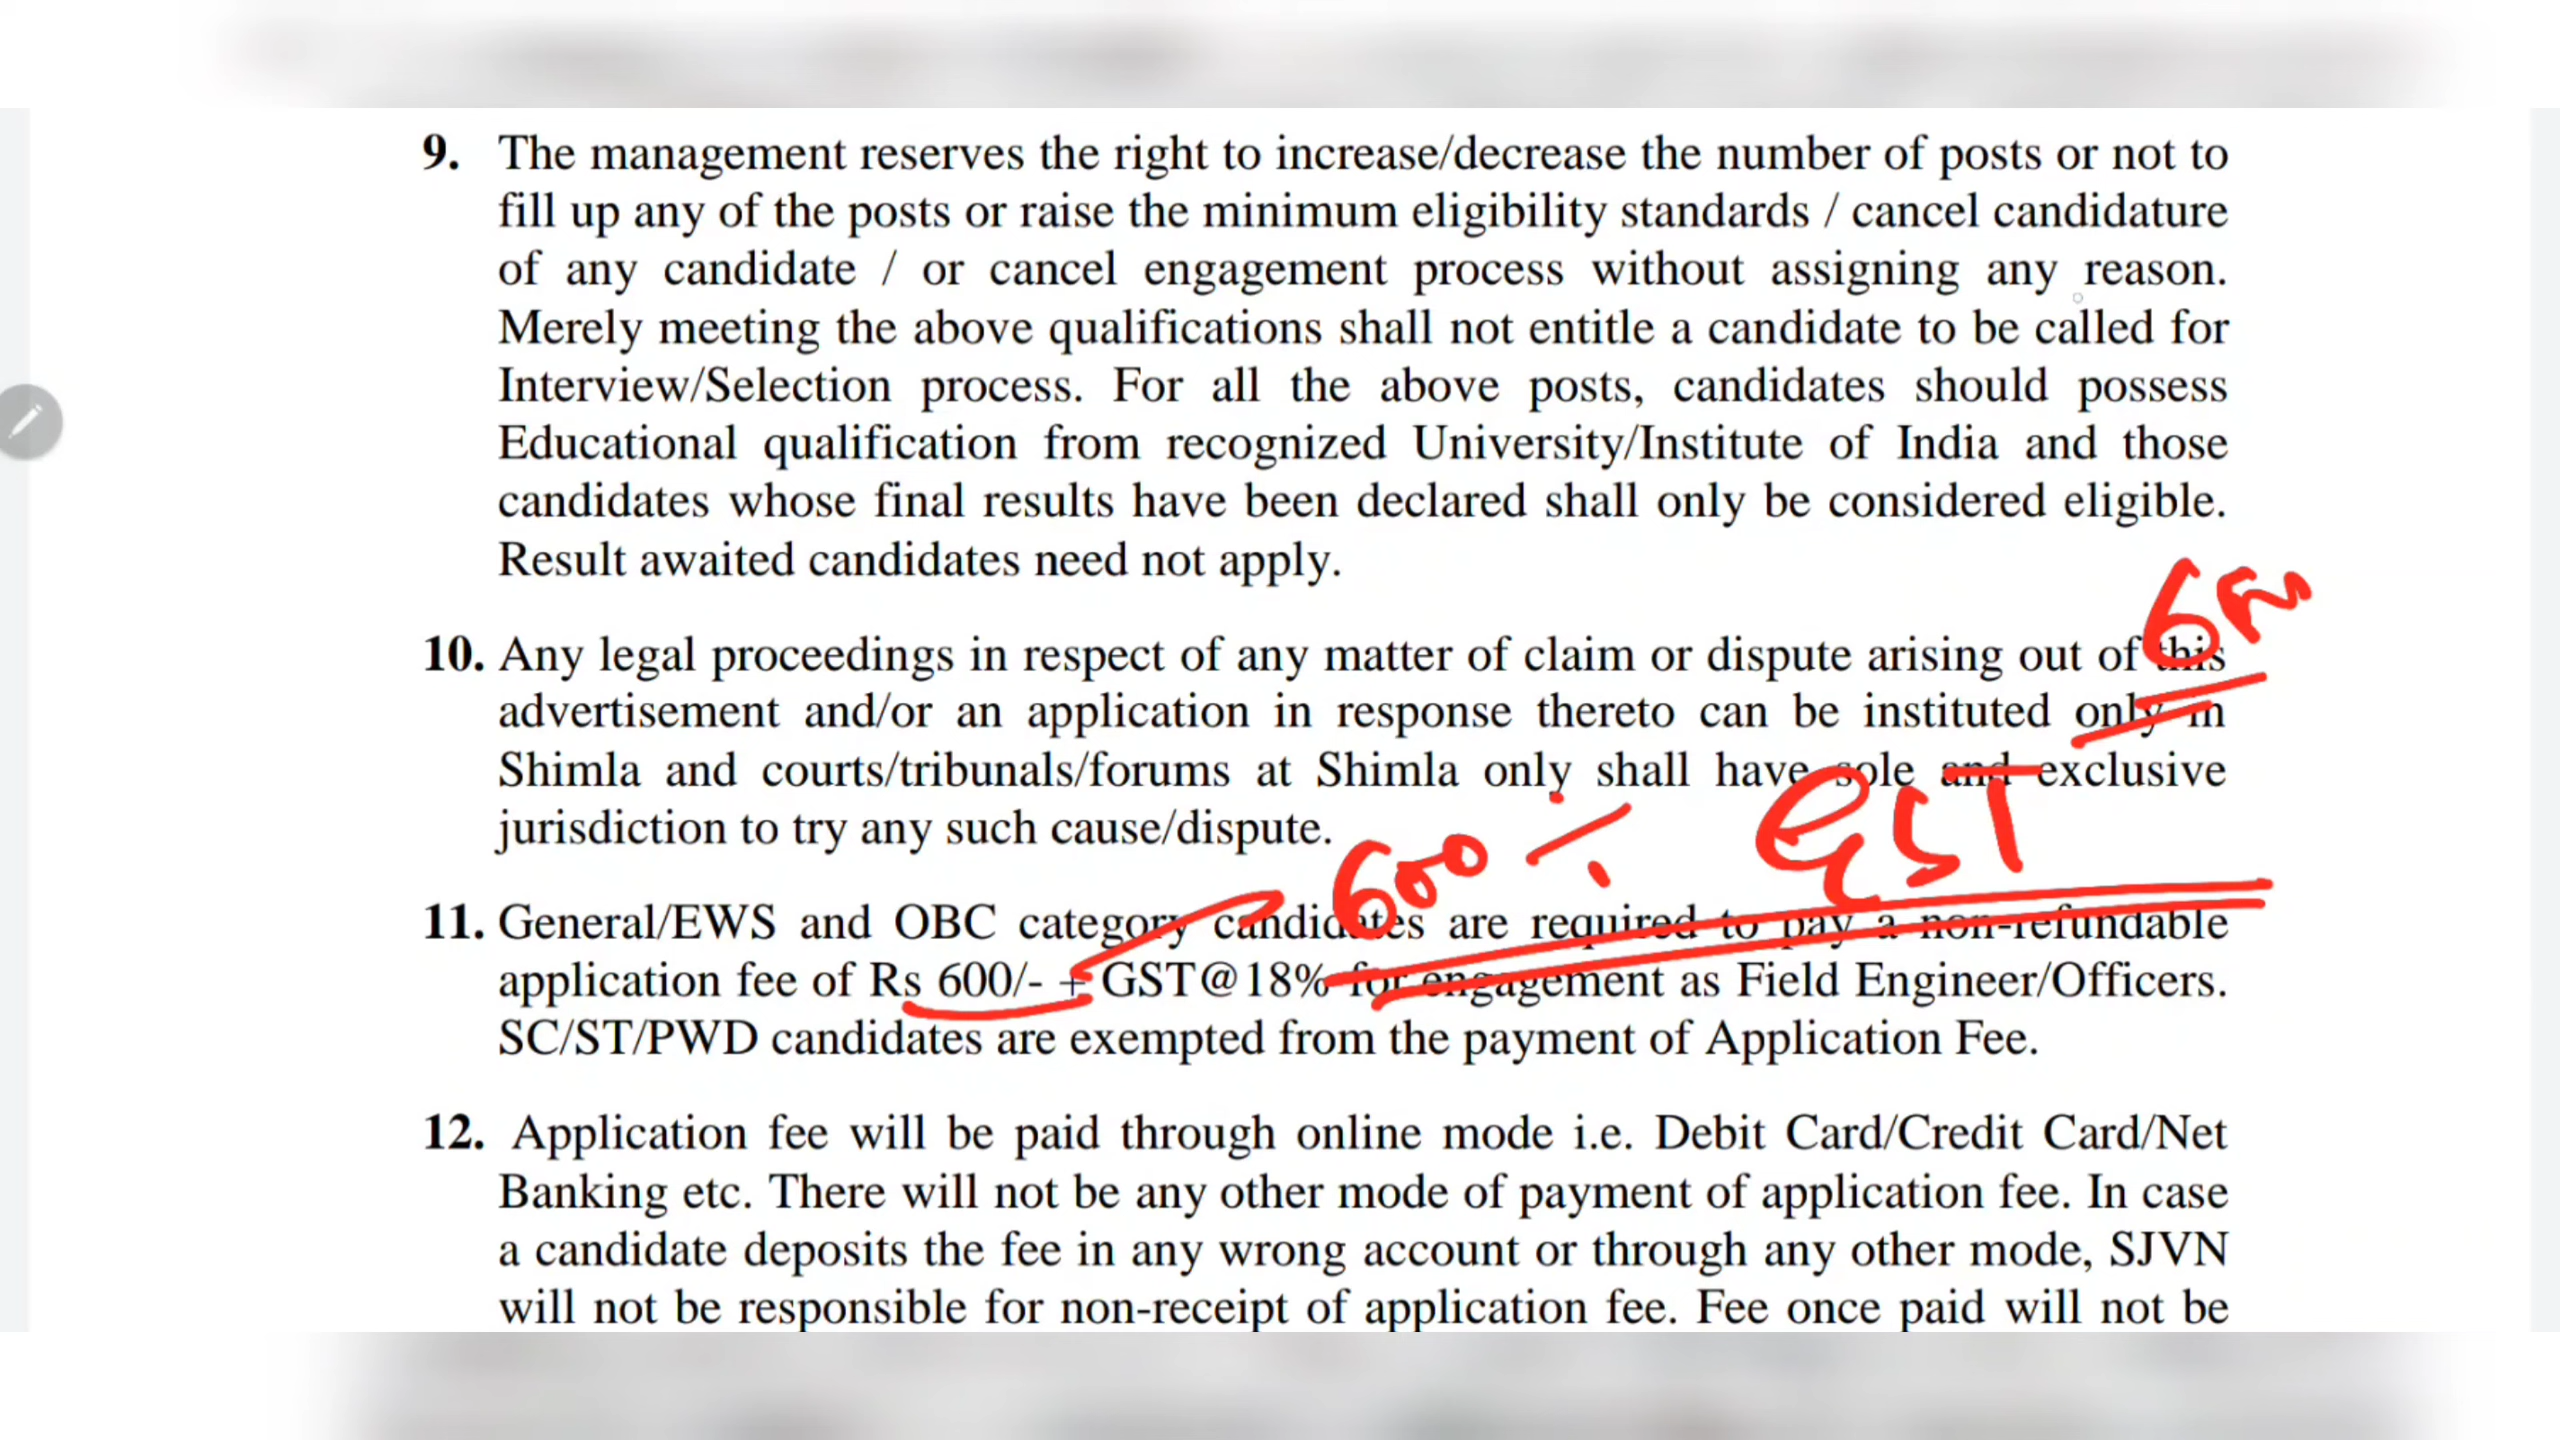 9. The management reserves the right to increase/decrease the number of posts or not to
fill up any of the posts or raise the minimum eligibility standards / cancel candidature
of any candidate / or cancel engagement process without assigning any reason.
Merely meeting the above qualifications shall not entitle a candidate to be called for
Interview/Selection process. For all the above posts, candidates should possess
Educational qualification from recognized University/Institute of India and those
candidates whose final results have been declared shall only be considered eligible.
Result awaited candidates need not apply.
10. Any legal proceedings in respect of any matter of claim or dispute arising out of this
advertisement and/or an application in response thereto can be instituted only in
Shimla and courts/tribunals/forums at Shimla only shall have sole and exclusive
jurisdiction to try any such cause/dispute.
600/- GST
11. General/EWS and OBC category candidates are required to pay a non-refundable
application fee of Rs 600/- + GST@18% for engagement as Field Engineer/Officers.
SC/ST/PWD candidates are exempted from the payment of Application Fee.
12. Application fee will be paid through online mode i.e. Debit Card/Credit Card/Net
Banking etc. There will not be any other mode of payment of application fee. In case
a candidate deposits the fee in any wrong account or through any other mode, SJVN
will not be responsible for non-receipt of application fee. Fee once paid will not be